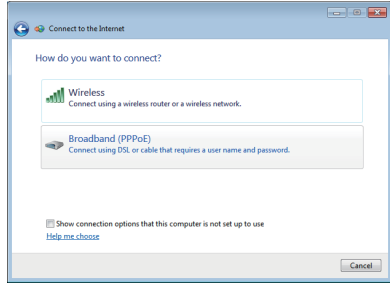 Connect to the Internet
How do you want to connect?
Wireless
Connect using a wireless router or a wireless network.
Broadband (PPPoE)
Connect using DSL or cable that requires a user name and password.
Show connection options that this computer is not set up to use
Help me choose
Cancel